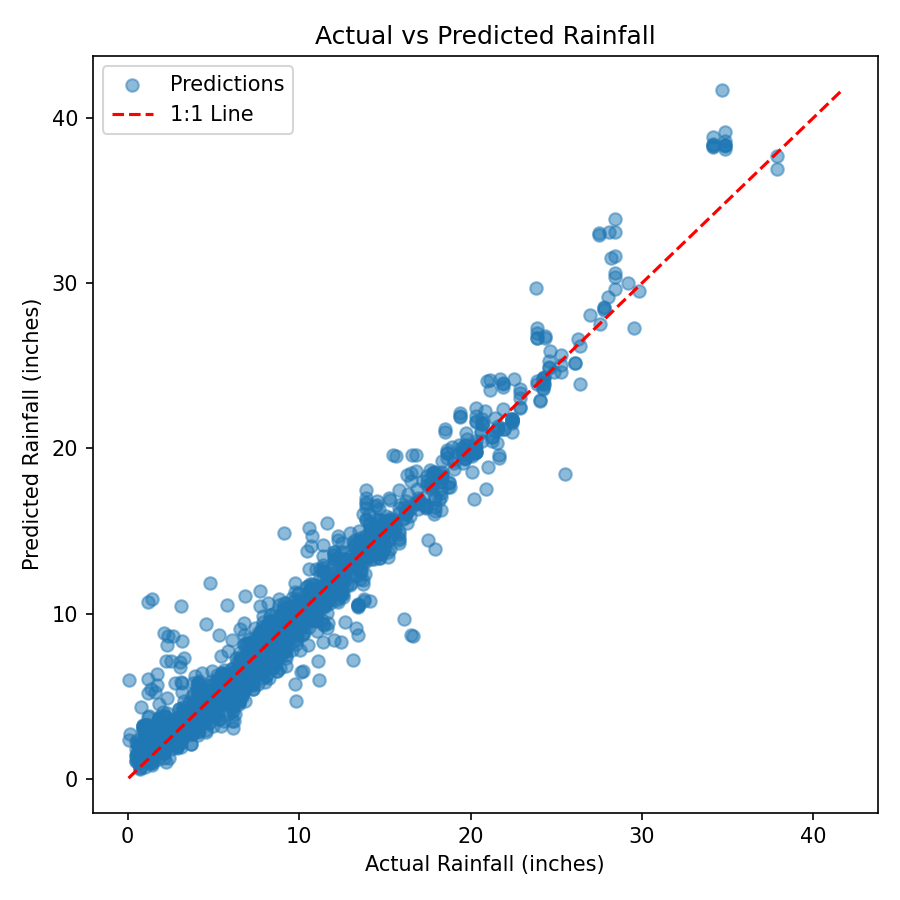 Actual vs Predicted Rainfall
Predictions
1:1 Line
Predicted Rainfall (inches)
40
30
20
10
0
0 10 20 30 40
Actual Rainfall (inches)